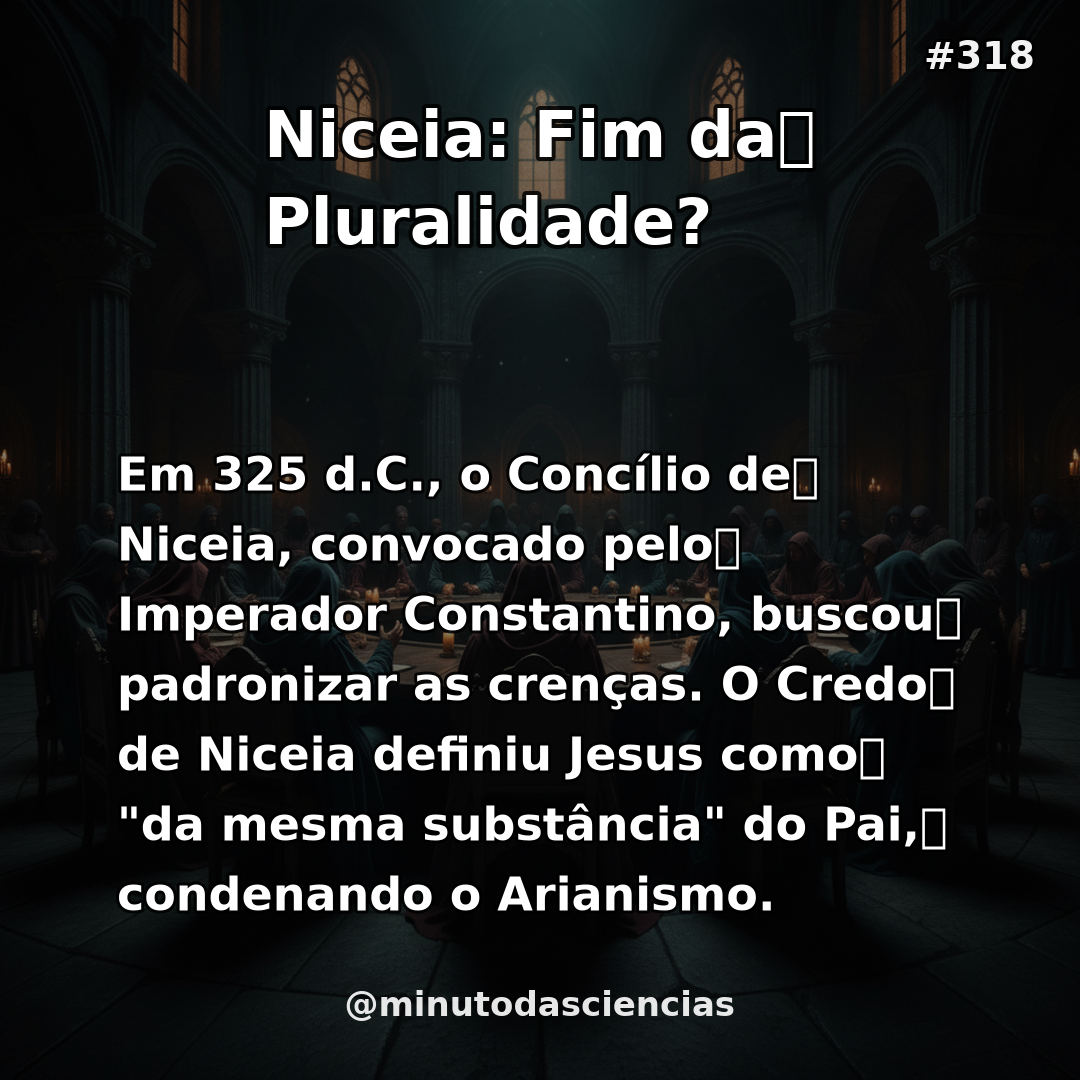 #318
Niceia: Fim da▯
Pluralidade?
Em 325 d.C., o Concílio de▯
Niceia, convocado pelo▯
Imperador Constantino, buscou▯
padronizar as crenças. O Credo▯
de Niceia definiu Jesus como▯
"da mesma substância" do Pai,▯
condenando o Arianismo.
@minutodasciencias